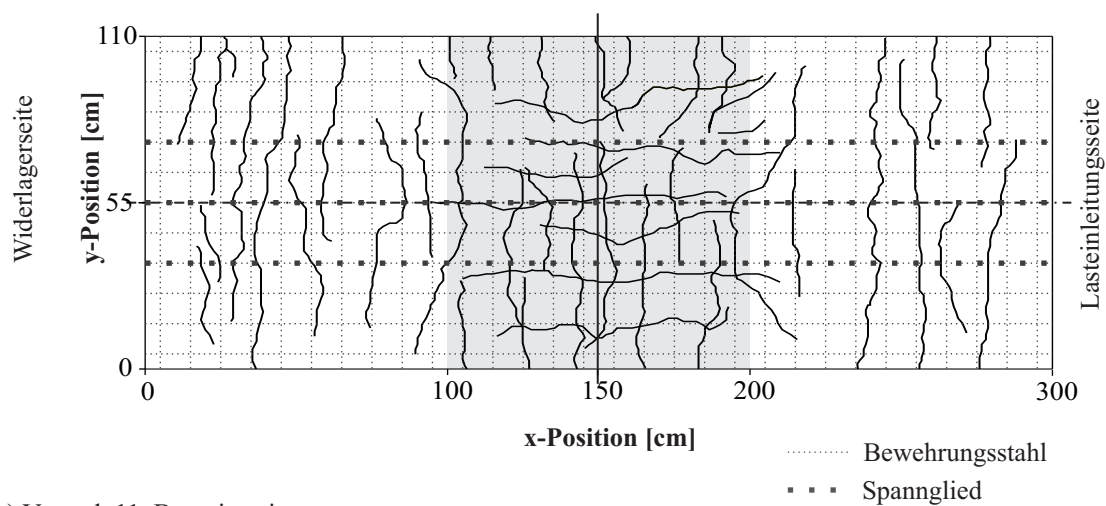 110
Widerlagerseite
y-Position [cm]
55
Lasteinleitungsseite
0
0 100 150 200 300
x-Position [cm]
Bewehrungsstahl
Spannglied